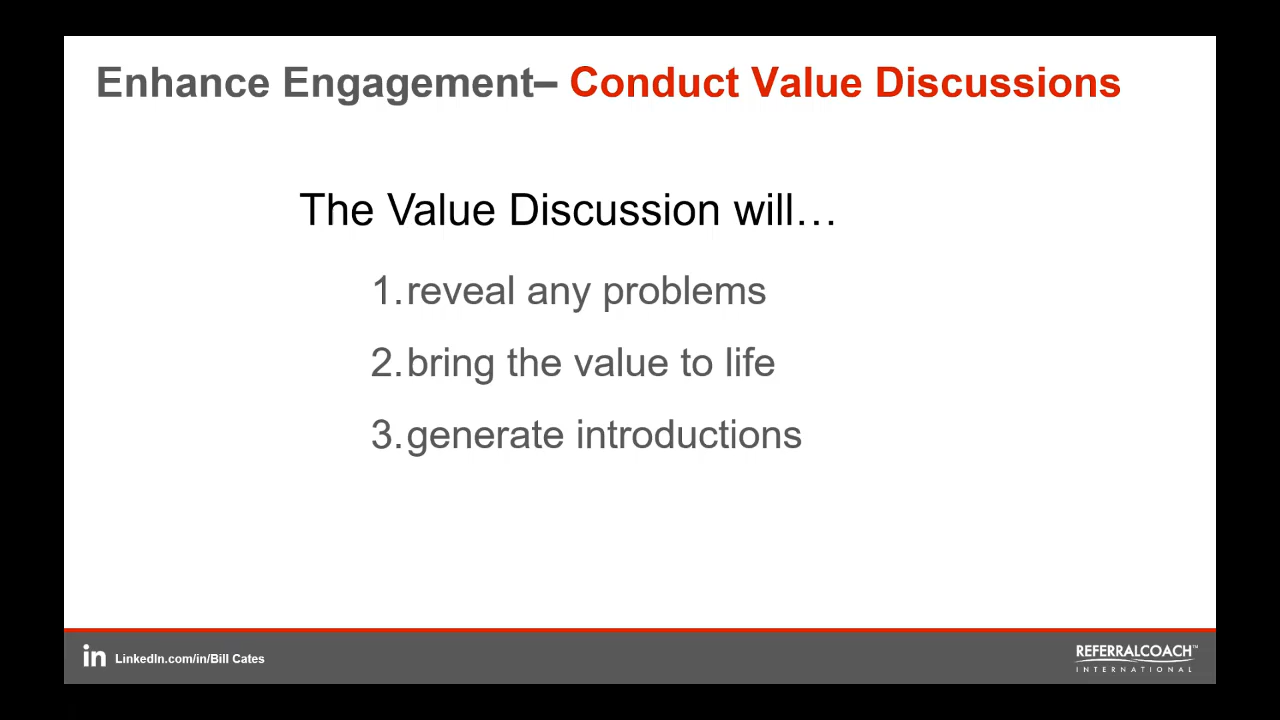 Enhance Engagement– Conduct Value Discussions
The Value Discussion will…
1. reveal any problems
2. bring the value to life
3. generate introductions
in LinkedIn.com/in/Bill Cates
REFERRALCOACH™
INTERNATIONAL